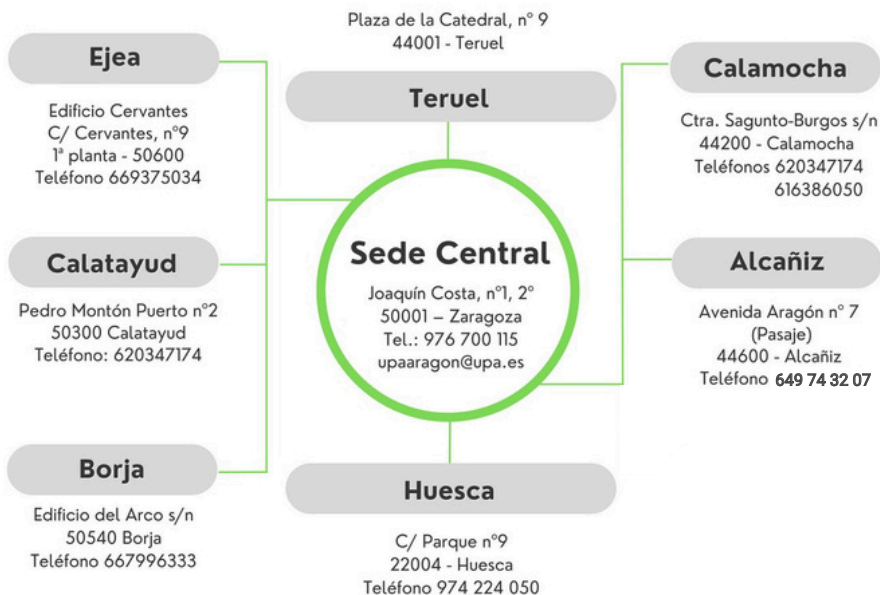 Plaza de la Catedral, nº 9
44001 - Teruel
Teruel
Ejea
Edificio Cervantes
C/ Cervantes, nº9
1ª planta - 50600
Teléfono 669375034
Calatayud
Pedro Montón Puerto nº2
50300 Calatayud
Teléfono: 620347174
Borja
Edificio del Arco s/n
50540 Borja
Teléfono 667996333
Sede Central
Joaquín Costa, nº1, 2º
50001 – Zaragoza
Tel.: 976 700 115
upaaragon@upa.es
Huesca
C/ Parque nº9
22004 - Huesca
Teléfono 974 224 050
Calamocha
Ctra. Sagunto-Burgos s/n
44200 - Calamocha
Teléfonos 620347174
616386050
Alcañiz
Avenida Aragón nº 7
(Pasaje)
44600 - Alcañiz
Teléfono 649 74 32 07